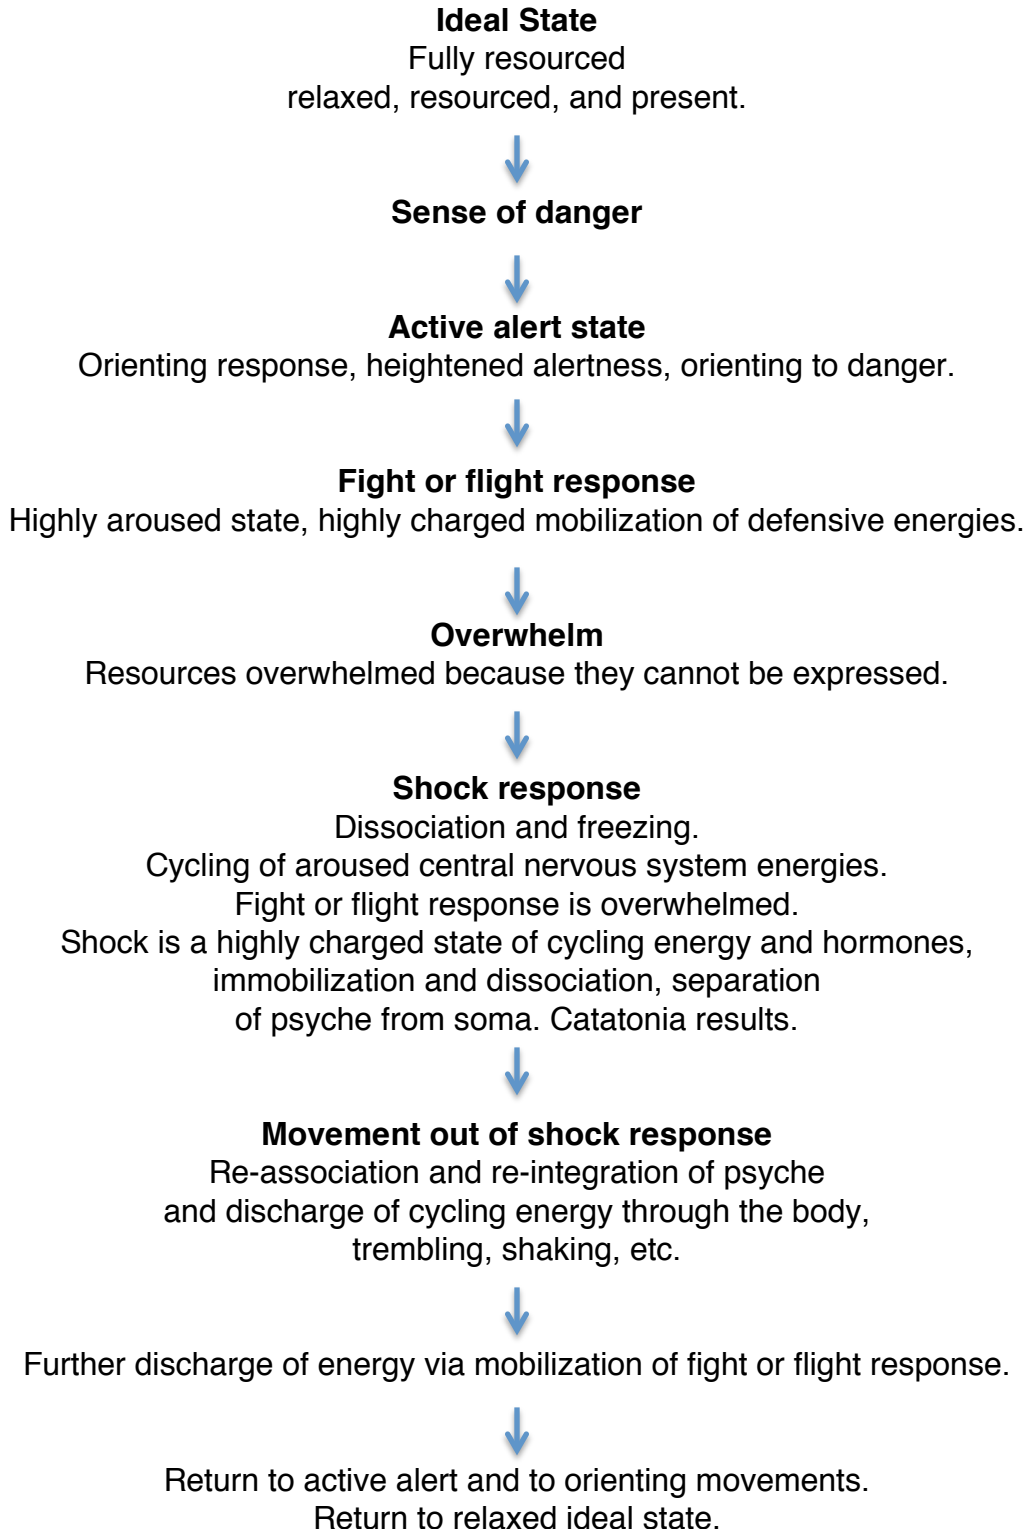 Ideal State
Fully resourced
relaxed, resourced, and present.
Sense of danger
Active alert state
Orienting response, heightened alertness, orienting to danger.
Fight or flight response
Highly aroused state, highly charged mobilization of defensive energies.
Overwhelm
Resources overwhelmed because they cannot be expressed.
Shock response
Dissociation and freezing.
Cycling of aroused central nervous system energies.
Fight or flight response is overwhelmed.
Shock is a highly charged state of cycling energy and hormones,
immobilization and dissociation, separation
of psyche from soma. Catatonia results.
Movement out of shock response
Re-association and re-integration of psyche
and discharge of cycling energy through the body,
trembling, shaking, etc.
Further discharge of energy via mobilization of fight or flight response.
Return to active alert and to orienting movements.
Return to relaxed ideal state.